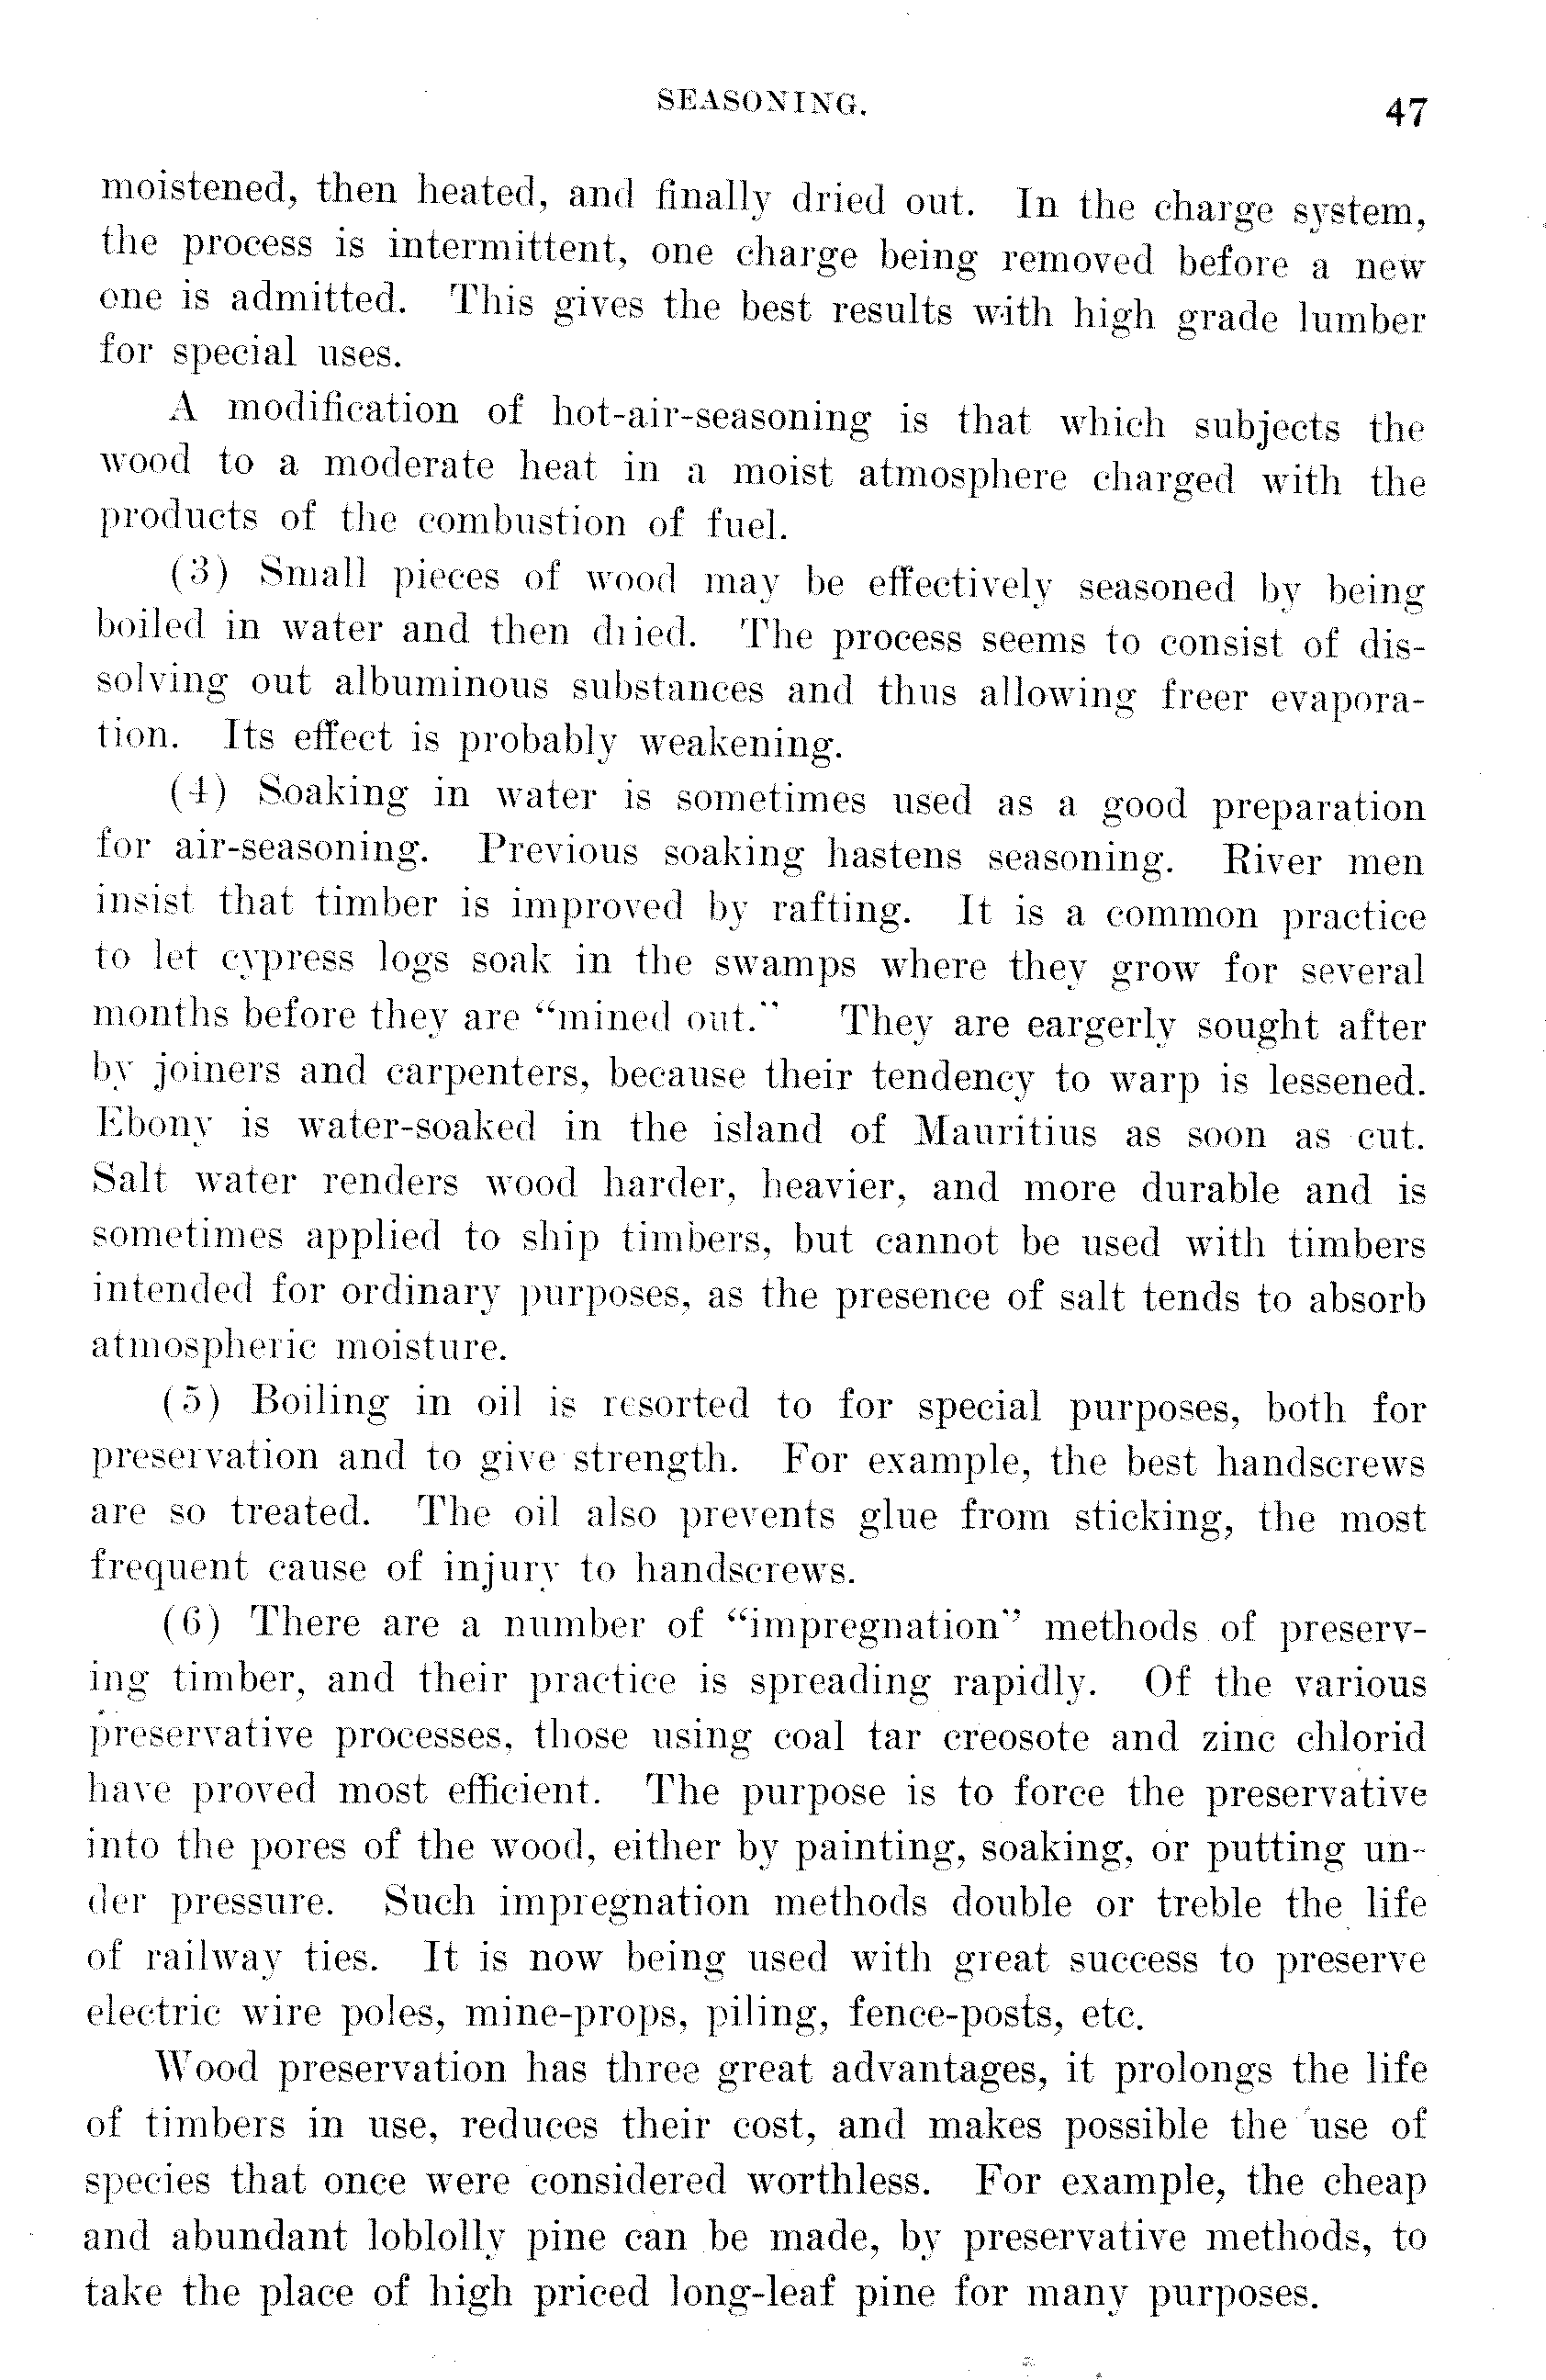 SEASONING.
47
moistened, then heated, and finally dried out. In the charge system,
the process is intermittent, one charge being removed before a new
one is admitted. This gives the best results with high grade lumber
for special uses.
A modification of hot-air-seasoning is that which subjects the
wood to a moderate heat in a moist atmosphere charged with the
products of the combustion of fuel.
(3) Small pieces of wood may be effectively seasoned by being
boiled in water and then dried. The process seems to consist of dis-
solving out albuminous substances and thus allowing freer evapora-
tion. Its effect is probably weakening.
(4) Soaking in water is sometimes used as a good preparation
for air-seasoning. Previous soaking hastens seasoning. River men
insist that timber is improved by rafting. It is a common practice
to let cypress logs soak in the swamps where they grow for several
months before they are "mined out." They are eargerly sought after
by joiners and carpenters, because their tendency to warp is lessened.
Ebony is water-soaked in the island of Mauritius as soon as cut.
Salt water renders wood harder, heavier, and more durable and is
sometimes applied to ship timbers, but cannot be used with timbers
intended for ordinary purposes, as the presence of salt tends to absorb
atmospheric moisture.
(5) Boiling in oil is resorted to for special purposes, both for
preservation and to give strength. For example, the best handscrews
are so treated. The oil also prevents glue from sticking, the most
frequent cause of injury to handscrews.
(6) There are a number of "impregnation" methods of preserv-
ing timber, and their practice is spreading rapidly. Of the various
preservative processes, those using coal tar creosote and zinc chlorid
have proved most efficient. The purpose is to force the preservative
into the pores of the wood, either by painting, soaking, or putting un-
der pressure. Such impregnation methods double or treble the life
of railway ties. It is now being used with great success to preserve
electric wire poles, mine-props, piling, fence-posts, etc.
Wood preservation has three great advantages, it prolongs the life
of timbers in use, reduces their cost, and makes possible the use of
species that once were considered worthless. For example, the cheap
and abundant loblolly pine can be made, by preservative methods, to
take the place of high priced long-leaf pine for many purposes.